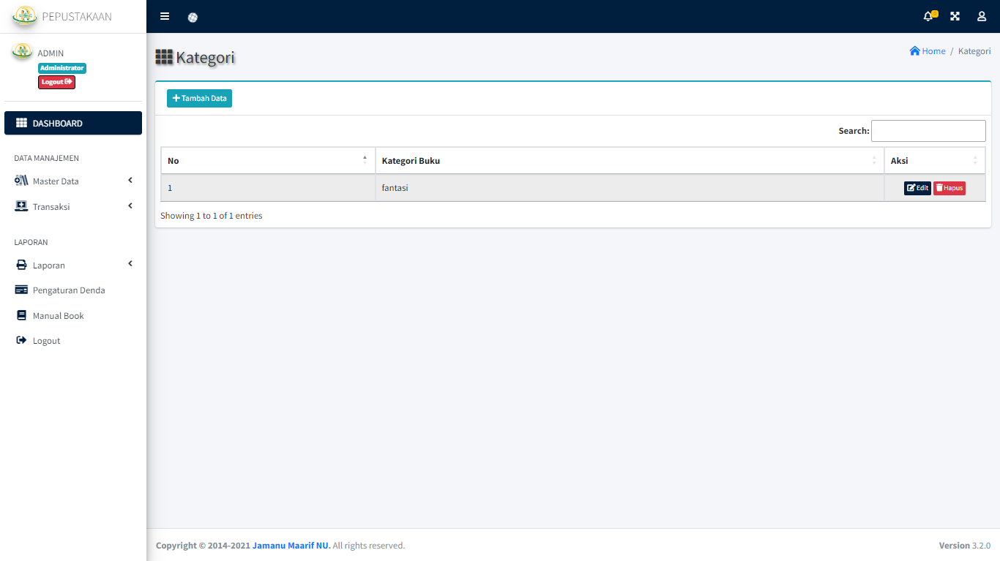 PEPUSTAKAAN
0
ADMIN
Administrator
Logout
DASHBOARD
DATA MANAJEMEN
Master Data
Transaksi
LAPORAN
Laporan
Pengaturan Denda
Manual Book
Logout
Kategori
Home / Kategori
Tambah Data
Search:
No Kategori Buku Aksi
1 fantasi Edit Hapus
Showing 1 to 1 of 1 entries
Copyright © 2014-2021 Jamanu Maarif NU. All rights reserved.
Version 3.2.0